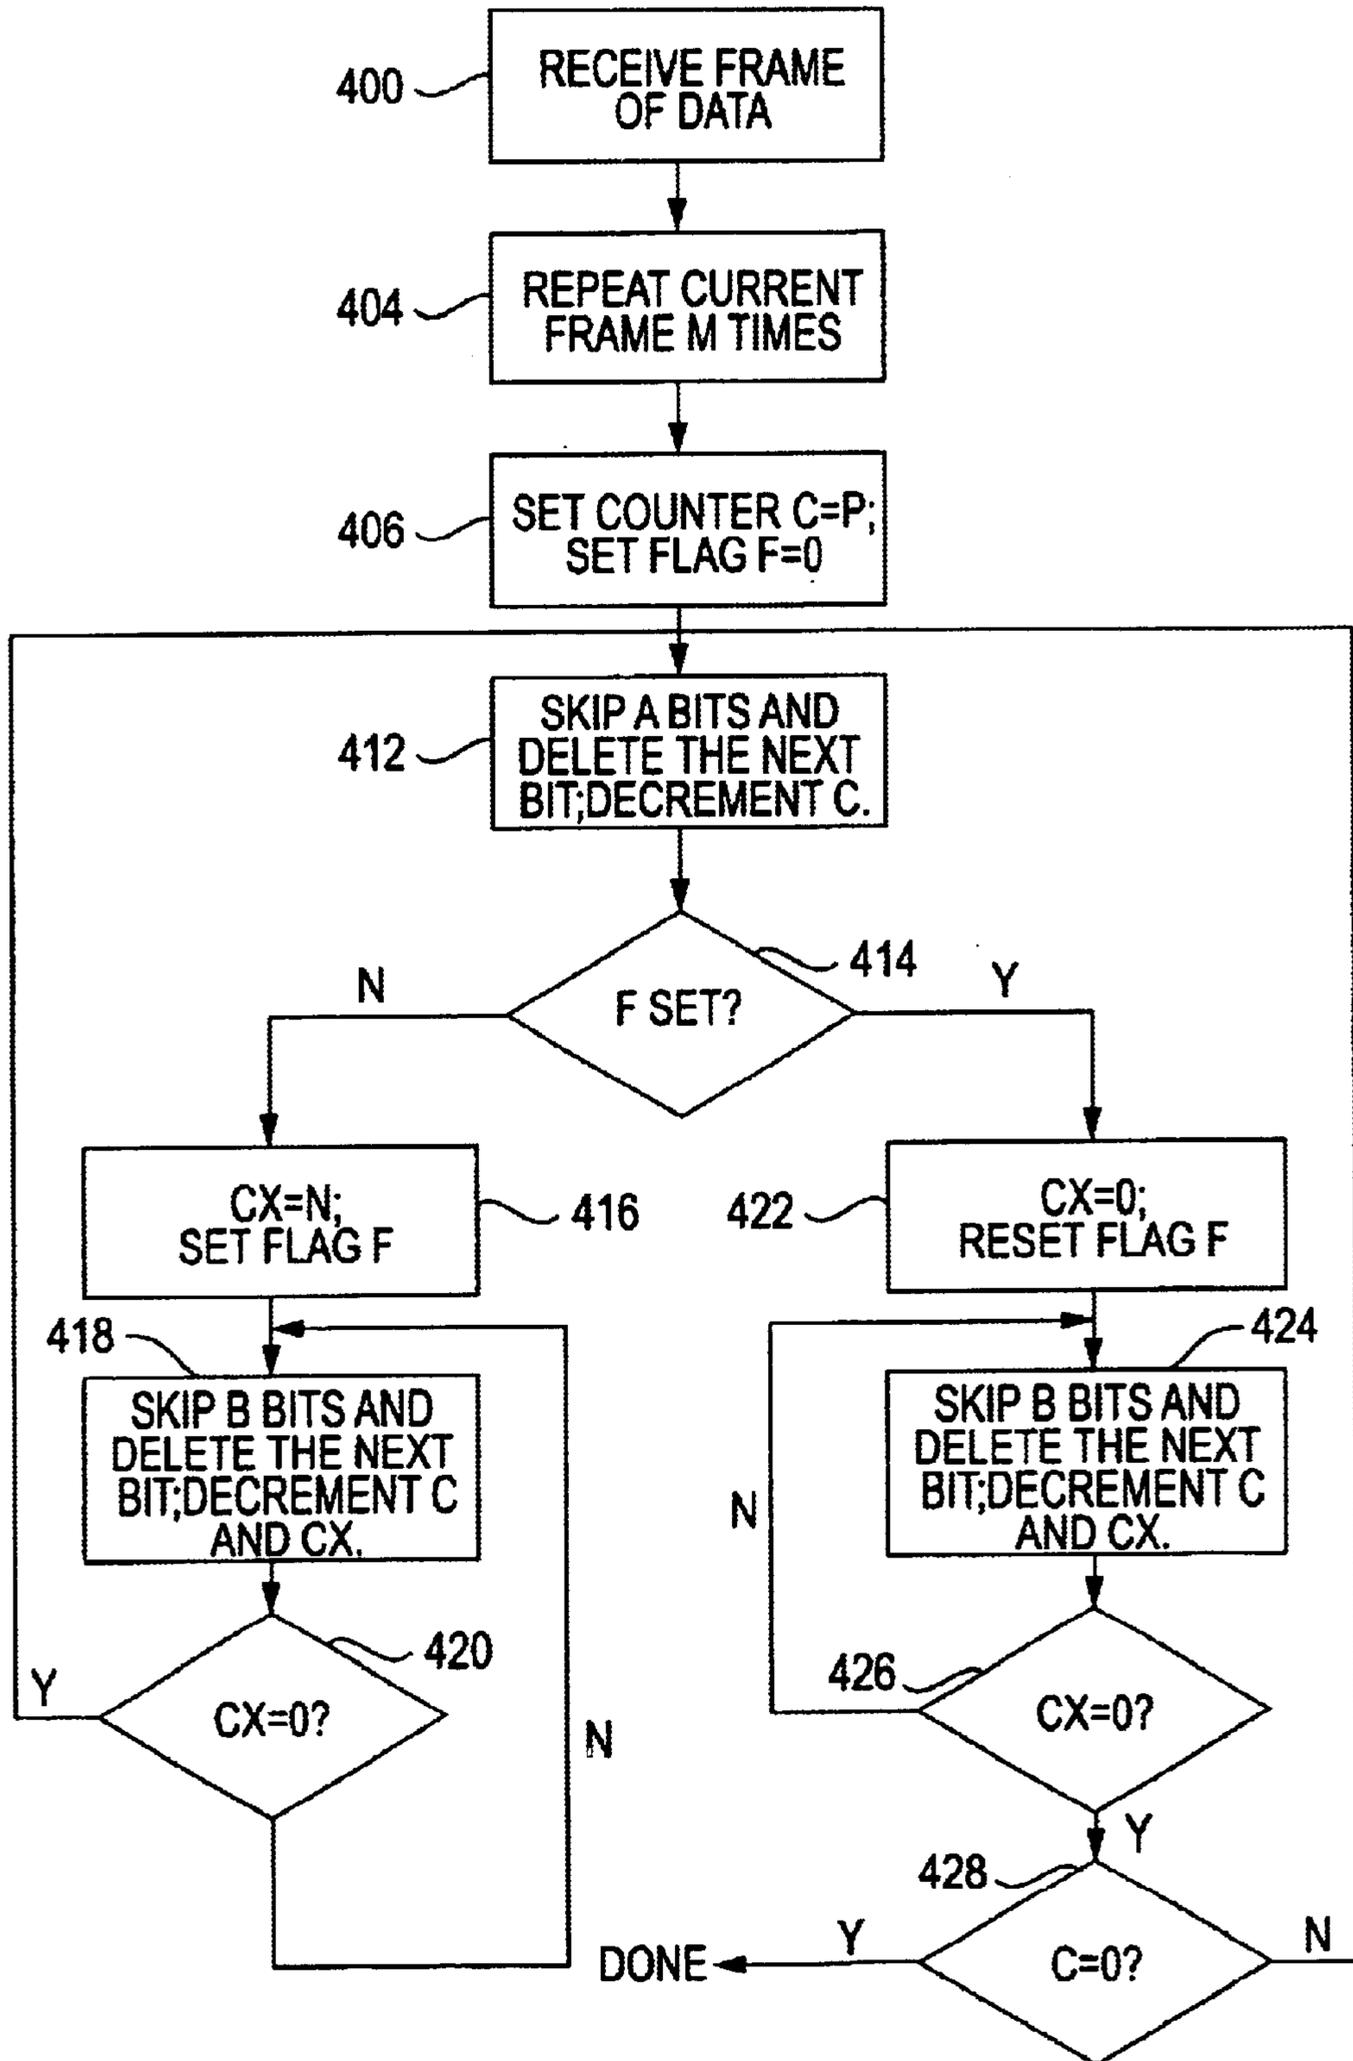 400
RECEIVE FRAME
OF DATA
404
REPEAT CURRENT
FRAME M TIMES
406
SET COUNTER C=P;
SET FLAG F=0
412
SKIP A BITS AND
DELETE THE NEXT
BIT;DECREMENT C.
414
N
F SET?
Y
CX=N;
SET FLAG F
416
422
CX=0;
RESET FLAG F
418
SKIP B BITS AND
DELETE THE NEXT
BIT;DECREMENT C
AND CX.
424
SKIP B BITS AND
DELETE THE NEXT
BIT;DECREMENT C
AND CX.
N
420
Y
CX=0?
N
426
CX=0?
Y
428
DONE
Y
C=0?
N